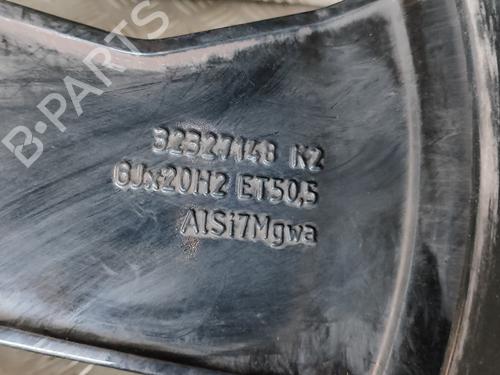 B-PARTS
32327148 K2
8Jx20H2 ET50,5
AlSi7Mgwa